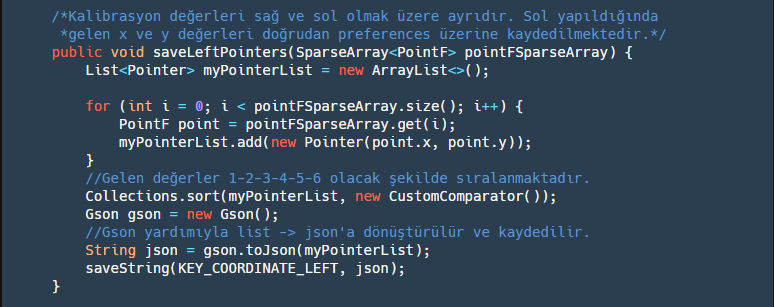 /*Kalibrasyon değerleri sağ ve sol olmak üzere ayrıdır. Sol yapıldığında
*gelen x ve y değerleri doğrudan preferences üzerine kaydedilmektedir.*/
public void saveLeftPointers(SparseArray<PointF> pointFSparseArray) {
List<Pointer> myPointerList = new ArrayList<>();
for (int i = 0; i < pointFSparseArray.size(); i++) {
PointF point = pointFSparseArray.get(i);
myPointerList.add(new Pointer(point.x, point.y));
}
//Gelen değerler 1-2-3-4-5-6 olacak şekilde sıralanmaktadır.
Collections.sort(myPointerList, new CustomComparator());
Gson gson = new Gson();
//Gson yardımıyla list -> json'a dönüştürülür ve kaydedilir.
String json = gson.toJson(myPointerList);
saveString(KEY_COORDINATE_LEFT, json);
}